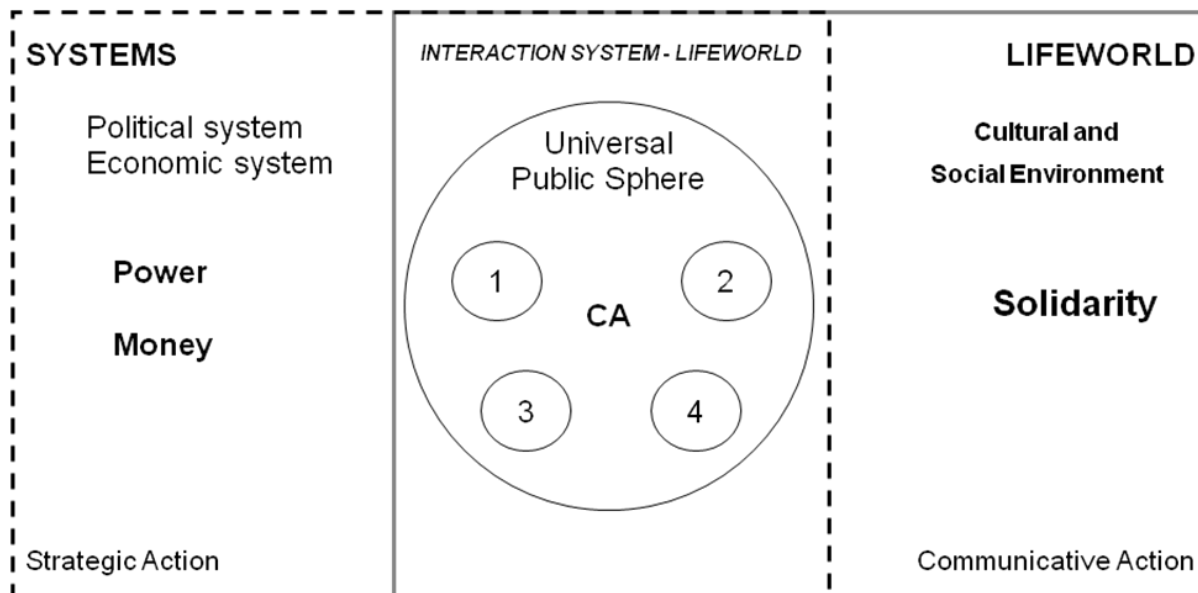 SYSTEMS
Political system
Economic system
Power
Money
Strategic Action
INTERACTION SYSTEM - LIFEWORLD
Universal
Public Sphere
1
2
CA
3
4
LIFEWORLD
Cultural and
Social Environment
Solidarity
Communicative Action